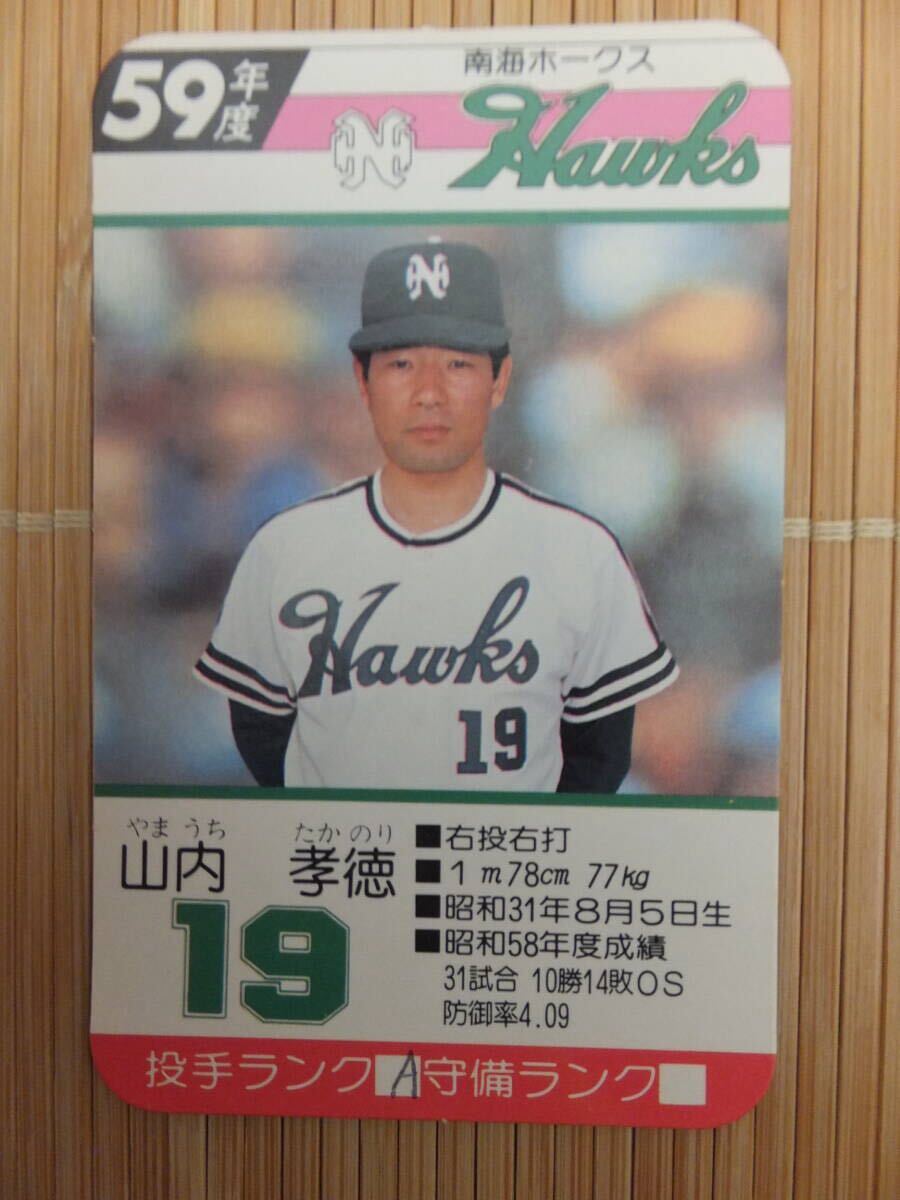 59年度
南海ホークス
Hawks
N
Hawks
19
やま うち たか のり
山内 孝徳
19
■右投右打
■1m78cm 77kg
■昭和31年8月5日生
■昭和58年度成績
31試合 10勝14敗OS
防御率4.09
投手ランク A 守備ランク